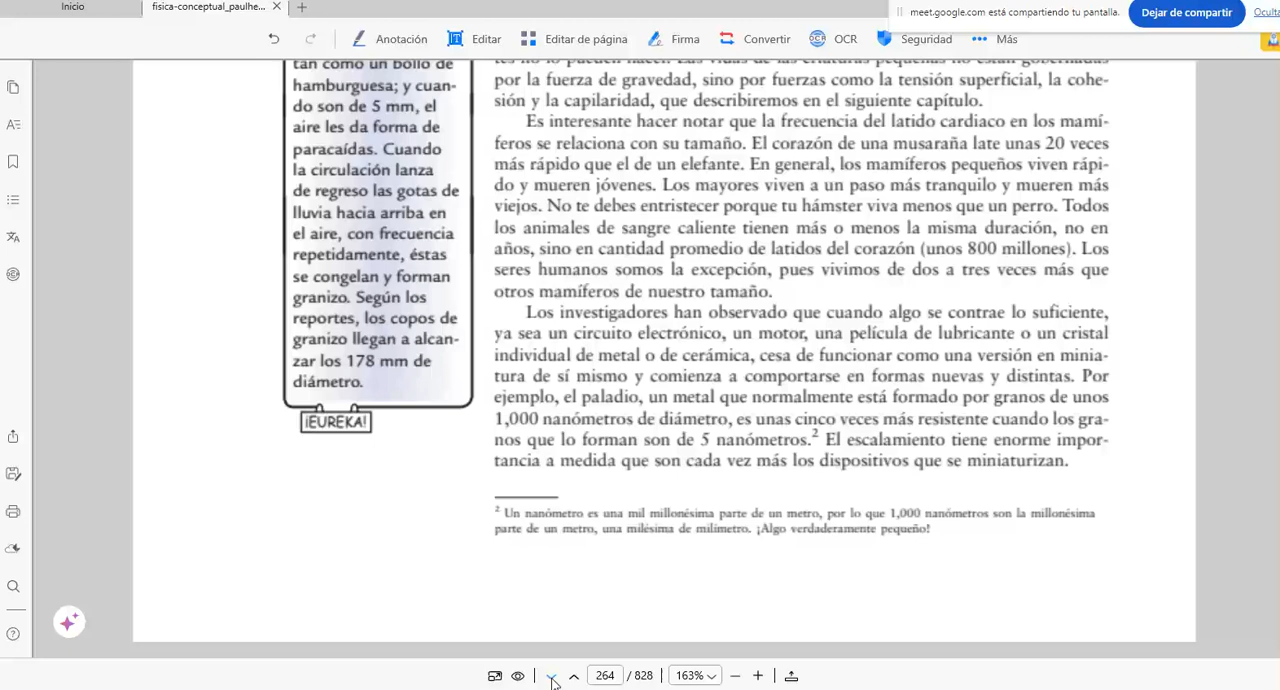 Inicio
fisica-conceptual_paulhe...
meet.google.com está compartiendo tu pantalla.
Dejar de compartir
Oculta
Anotación
Editar
Editar de página
Firma
Convertir
OCR
Seguridad
Más
tan como un bollo de
hamburguesa; y cuan-
do son de 5 mm, el
aire les da forma de
paracaídas. Cuando
la circulación lanza
de regreso las gotas de
lluvia hacia arriba en
el aire, con frecuencia
repetidamente, éstas
se congelan y forman
granizo. Según los
reportes, los copos de
granizo llegan a alcan-
zar los 178 mm de
diámetro.
¡EUREKA!
tes no lo pueden hacer. Las vidas de las criaturas pequeñas no están gobernadas
por la fuerza de gravedad, sino por fuerzas como la tensión superficial, la cohe-
sión y la capilaridad, que describiremos en el siguiente capítulo.
Es interesante hacer notar que la frecuencia del latido cardiaco en los mamí-
feros se relaciona con su tamaño. El corazón de una musaraña late unas 20 veces
más rápido que el de un elefante. En general, los mamíferos pequeños viven rápi-
do y mueren jóvenes. Los mayores viven a un paso más tranquilo y mueren más
viejos. No te debes entristecer porque tu hámster viva menos que un perro. Todos
los animales de sangre caliente tienen más o menos la misma duración, no en
años, sino en cantidad promedio de latidos del corazón (unos 800 millones). Los
seres humanos somos la excepción, pues vivimos de dos a tres veces más que
otros mamíferos de nuestro tamaño.
Los investigadores han observado que cuando algo se contrae lo suficiente,
ya sea un circuito electrónico, un motor, una película de lubricante o un cristal
individual de metal o de cerámica, cesa de funcionar como una versión en minia-
tura de sí mismo y comienza a comportarse en formas nuevas y distintas. Por
ejemplo, el paladio, un metal que normalmente está formado por granos de unos
1,000 nanómetros de diámetro, es unas cinco veces más resistente cuando los gra-
nos que lo forman son de 5 nanómetros.² El escalamiento tiene enorme impor-
tancia a medida que son cada vez más los dispositivos que se miniaturizan.
² Un nanómetro es una mil millonésima parte de un metro, por lo que 1,000 nanómetros son la millonésima
parte de un metro, una milésima de milímetro. ¡Algo verdaderamente pequeño!
264 / 828
163%